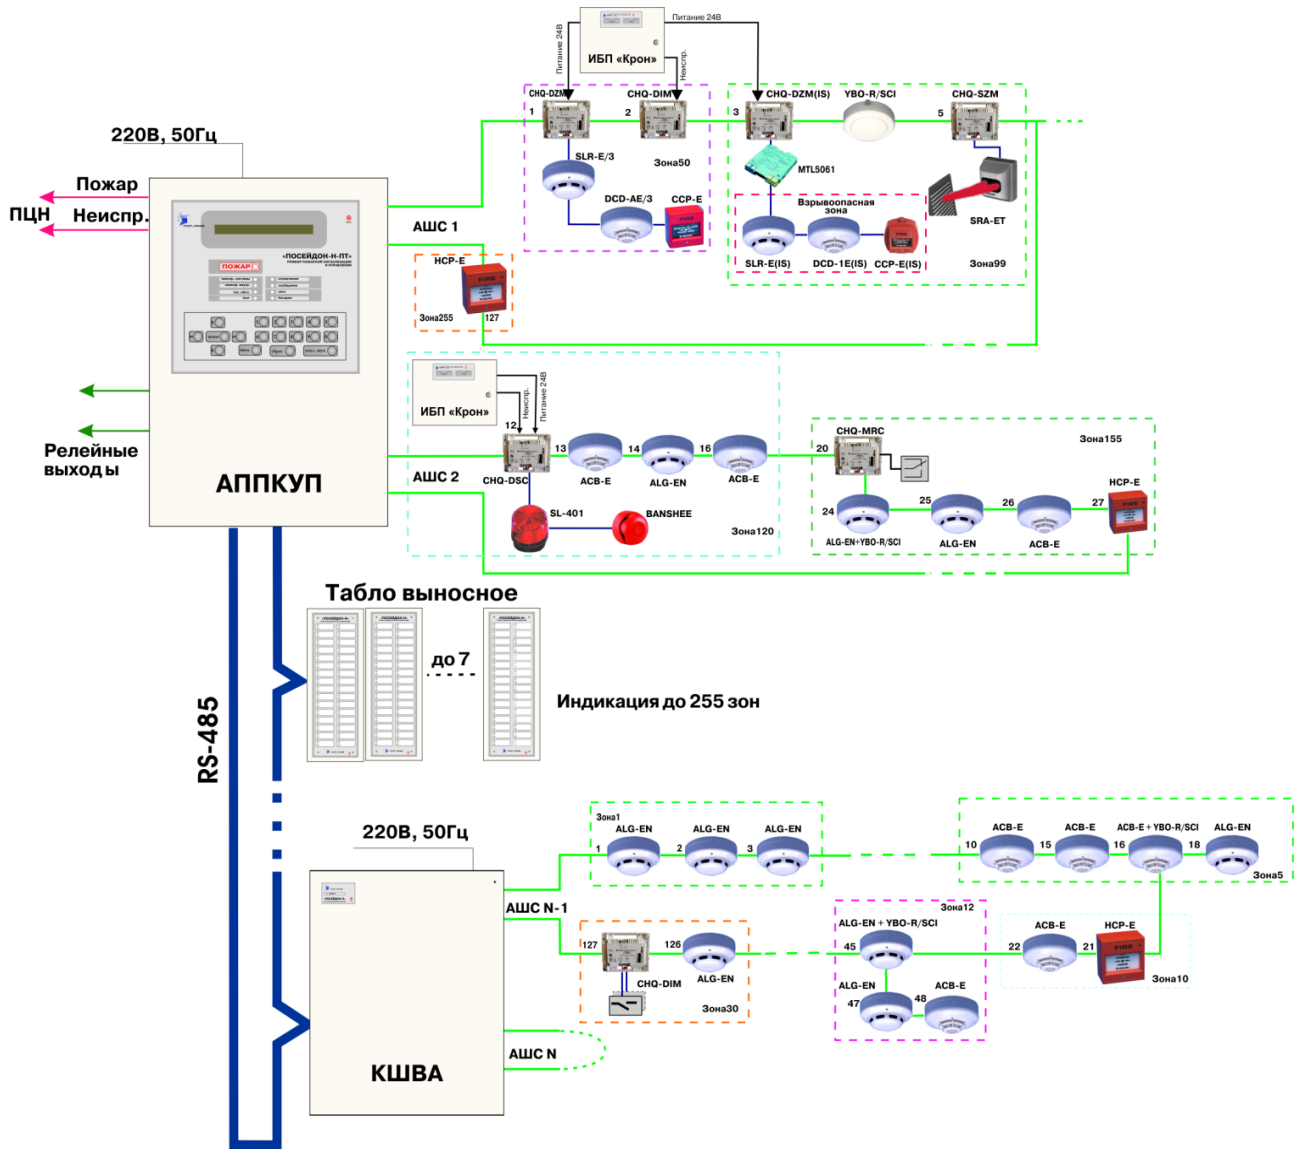 Питание 24В
Питание 24В
Неиспр.
ИБП «Крон»
CHQ-DZM
CHQ-DIM
CHQ-DZM(IS)
YBO-R/SCI
CHQ-SZM
1
2
3
5
220В, 50Гц
SLR-E/3
Зона50
MTL5061
Пожар
ПЦН
Неиспр.
DCD-AE/3
CCP-E
Взрывоопасная
зона
SRA-ET
АШС 1
SLR-E(IS)
DCD-1E(IS)
CCP-E(IS)
Зона99
«ПОСЕЙДОН-Н-ПТ»
ПОЖАР
HCP-E
FIRE
Зона255
127
ИБП «Крон»
Неиспр.
Питание 24В
12
13
14
16
20
CHQ-MRC
Зона155
Релейные
выходы
АППКУП
АШС 2
CHQ-DSC
ACB-E
ALG-EN
ACB-E
SL-401
BANSHEE
Зона120
24
25
26
27
HCP-E
ALG-EN+YBO-R/SCI
ALG-EN
ACB-E
Табло выносное
«ПОСЕЙДОН-Н»
«ПОСЕЙДОН-Н»
«ПОСЕЙДОН-Н»
до 7
Индикация до 255 зон
RS-485
220В, 50Гц
Зона1
ALG-EN
ALG-EN
ALG-EN
1
2
3
ACB-E
ACB-E
ACB-E+YBO-R/SCI
ALG-EN
10
15
16
18
Зона5
АШС N-1
127
126
CHQ-DIM
ALG-EN
Зона30
Зона12
ALG-EN + YBO-R/SCI
45
ALG-EN
47
48
ACB-E
ACB-E
HCP-E
22
21
FIRE
Зона10
АШС N
КШВА